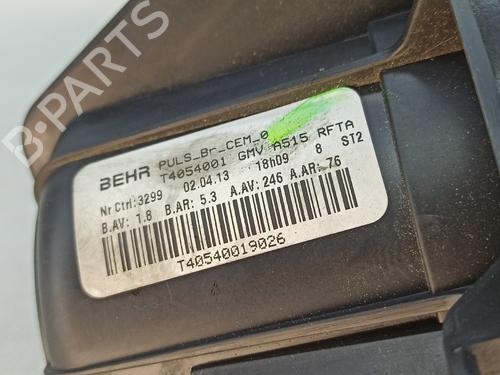 BEHR PULS_Br_CEM_0
T4054001 GMV A515 RFTA
Nr Ctrl:3299 02.04.13 18h09 8 ST2
B.AV: 1.8 B.AR: 5.3 A.AV: 246 A.AR: 76
T40540019026
B PARTS